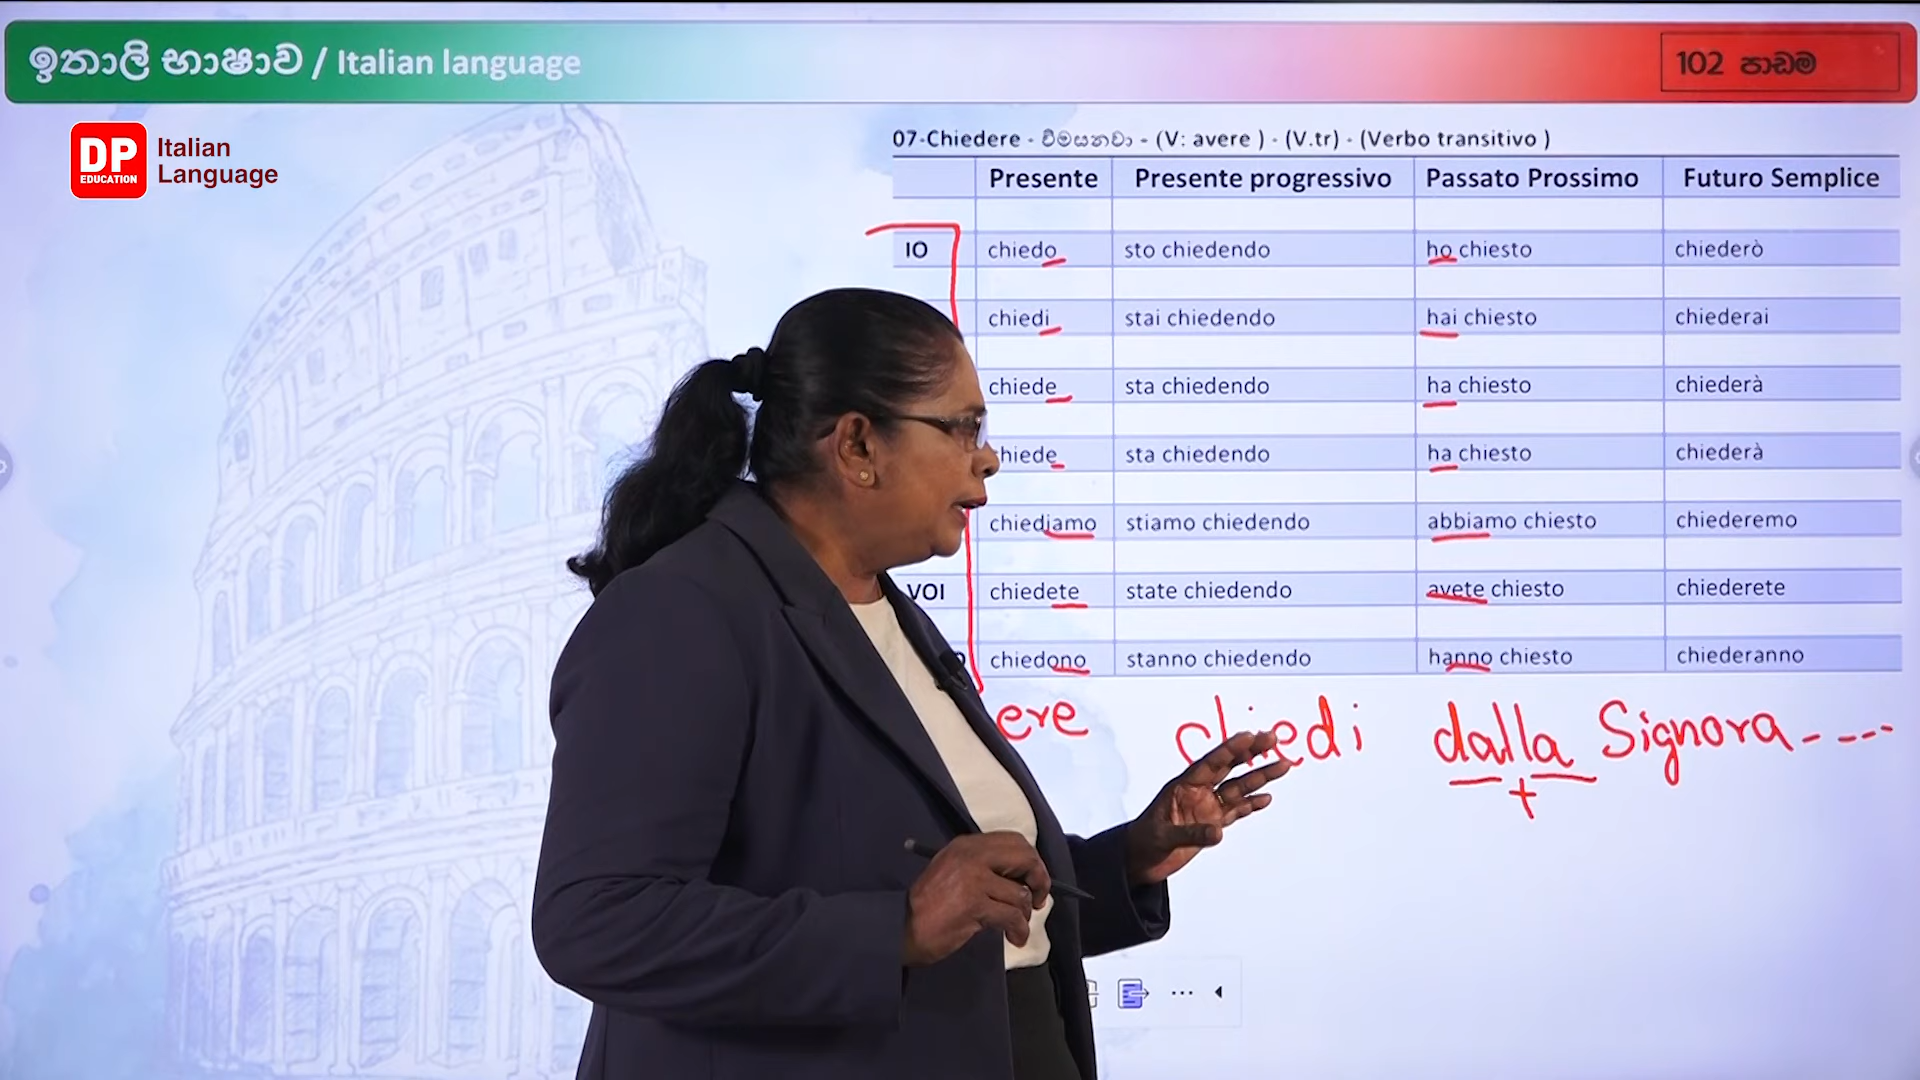 ඉතාලි භාෂාව / Italian language
102 පාඩම
DP
EDUCATION
Italian
Language
07-Chiedere - විමසනවා - (V: avere ) - (V.tr) - (Verbo transitivo )
Presente Presente progressivo Passato Prossimo Futuro Semplice
IO chiedo sto chiedendo ho chiesto chiederò
chiedi stai chiedendo hai chiesto chiederai
chiede sta chiedendo ha chiesto chiederà
hiede sta chiedendo ha chiesto chiederà
chiediamo stiamo chiedendo abbiamo chiesto chiederemo
VOI chiedete state chiedendo avete chiesto chiederete
chiedono stanno chiedendo hanno chiesto chiederanno
ere chiedi dalla Signora-----
+